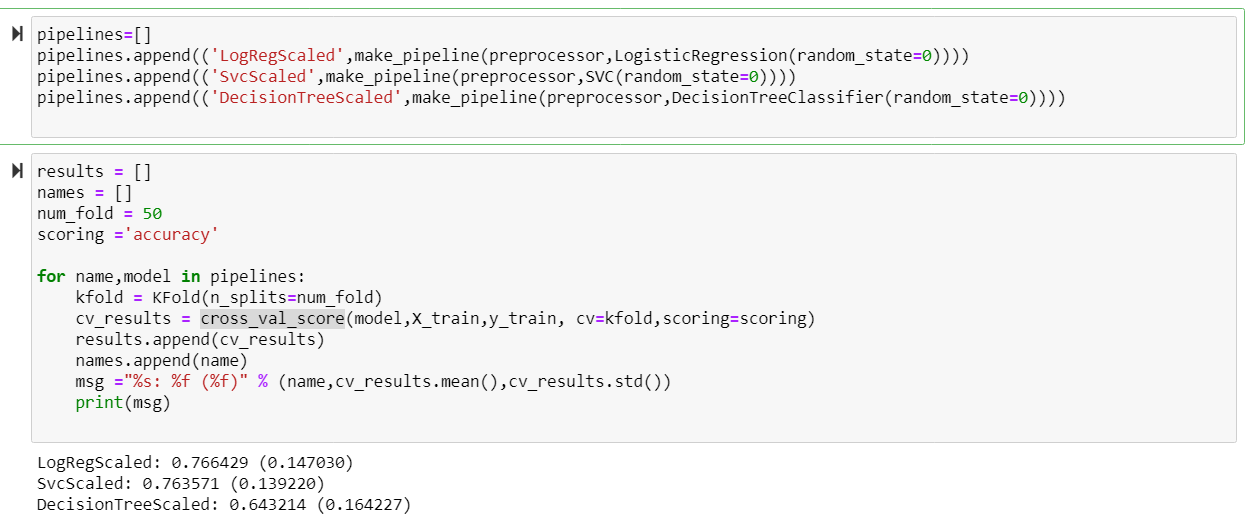 pipelines=[]
pipelines.append(('LogRegScaled',make_pipeline(preprocessor,LogisticRegression(random_state=0))))
pipelines.append(('SvcScaled',make_pipeline(preprocessor,SVC(random_state=0))))
pipelines.append(('DecisionTreeScaled',make_pipeline(preprocessor,DecisionTreeClassifier(random_state=0))))
results = []
names = []
num_fold = 50
scoring ='accuracy'
for name,model in pipelines:
    kfold = KFold(n_splits=num_fold)
    cv_results = cross_val_score(model,X_train,y_train, cv=kfold,scoring=scoring)
    results.append(cv_results)
    names.append(name)
    msg ="%s: %f (%f)" % (name,cv_results.mean(),cv_results.std())
    print(msg)
LogRegScaled: 0.766429 (0.147030)
SvcScaled: 0.763571 (0.139220)
DecisionTreeScaled: 0.643214 (0.164227)